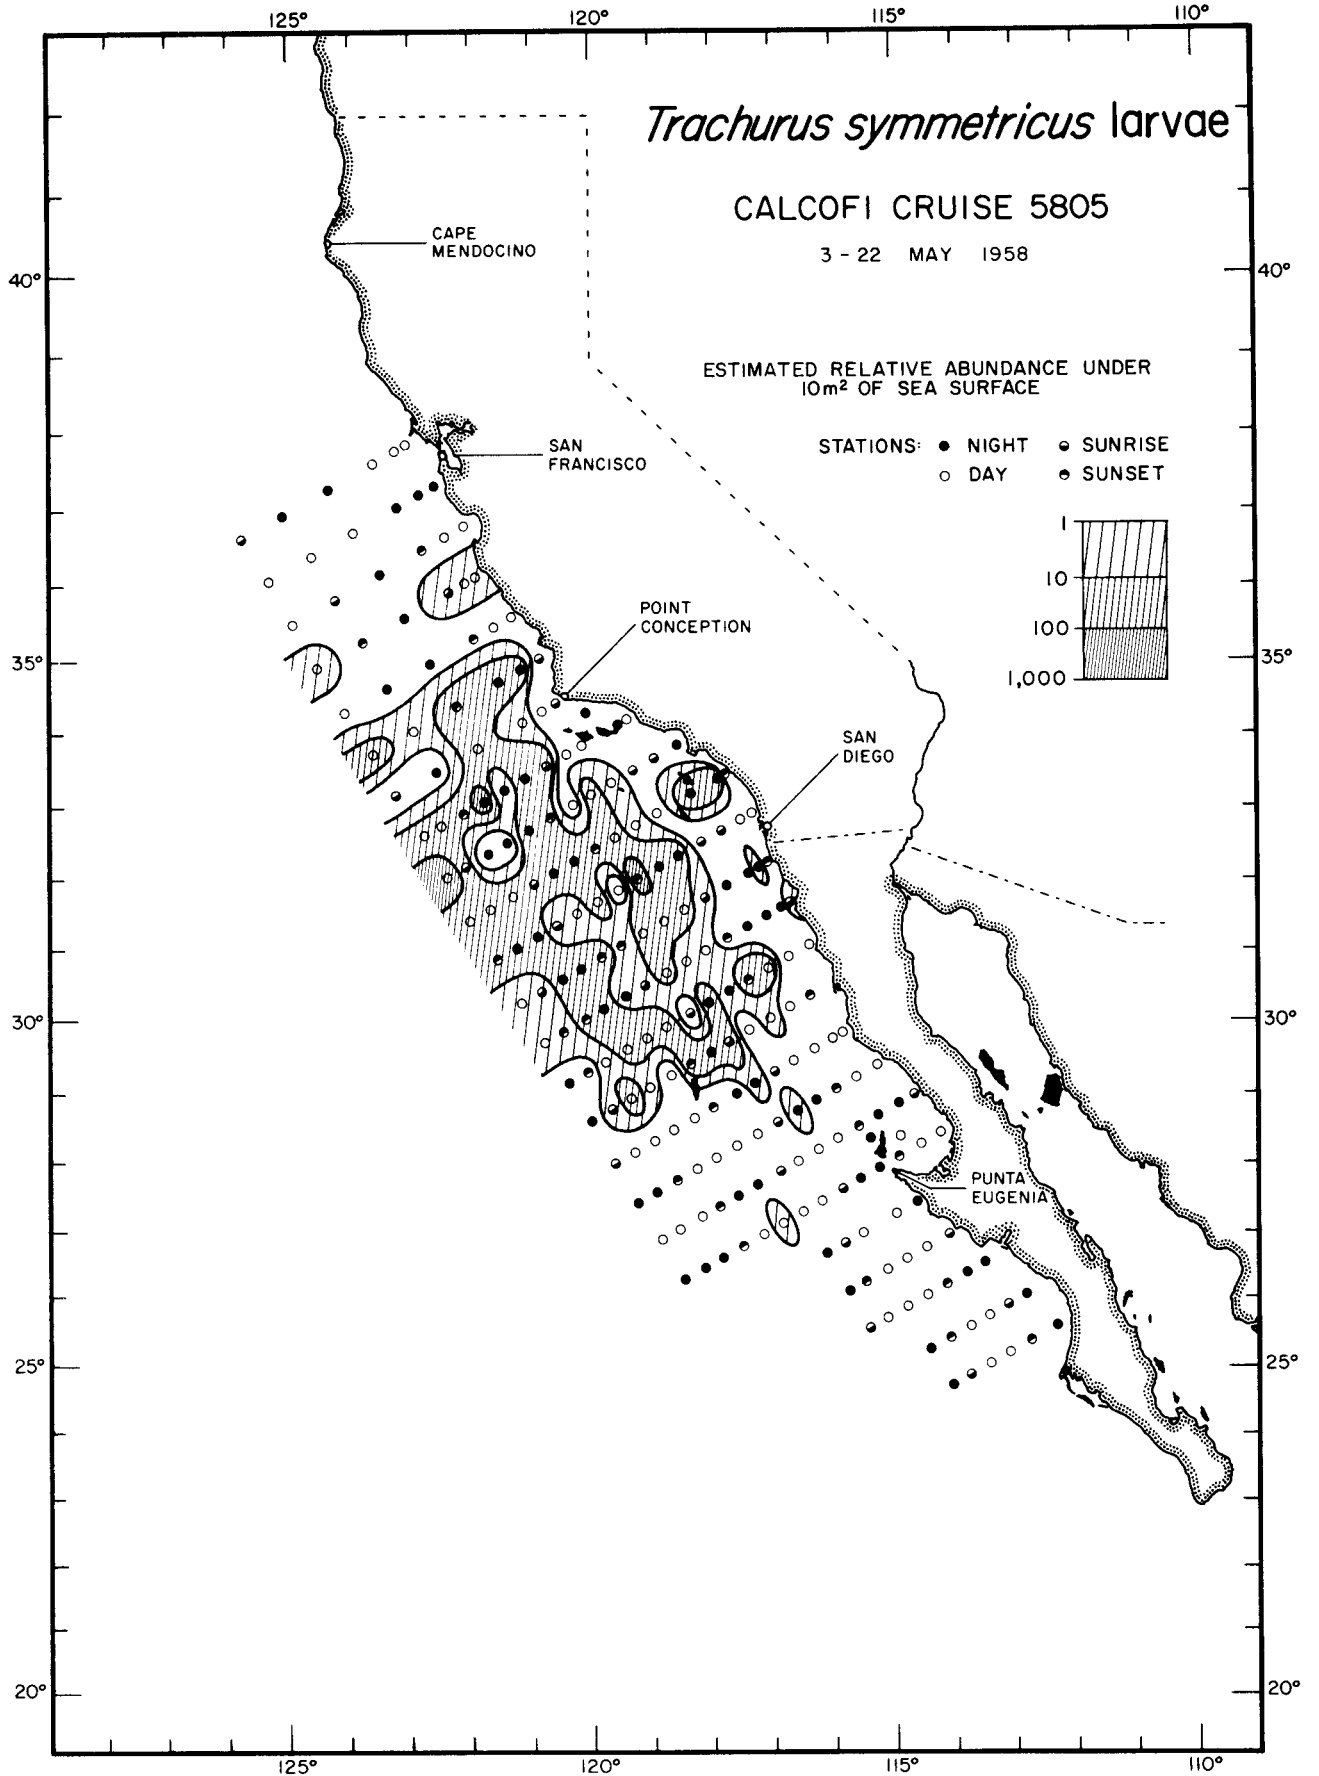 125°
120°
115°
110°
Trachurus symmetricus larvae
CALCOFI CRUISE 5805
3 - 22 MAY 1958
CAPE
MENDOCINO
40°
40°
ESTIMATED RELATIVE ABUNDANCE UNDER
10m² OF SEA SURFACE
STATIONS: ● NIGHT SUNRISE
○ DAY SUNSET
SAN
FRANCISCO
1
10
100
1,000
POINT
CONCEPTION
35°
35°
SAN
DIEGO
30°
30°
PUNTA
EUGENIA
25°
25°
20°
20°
125°
120°
115°
110°